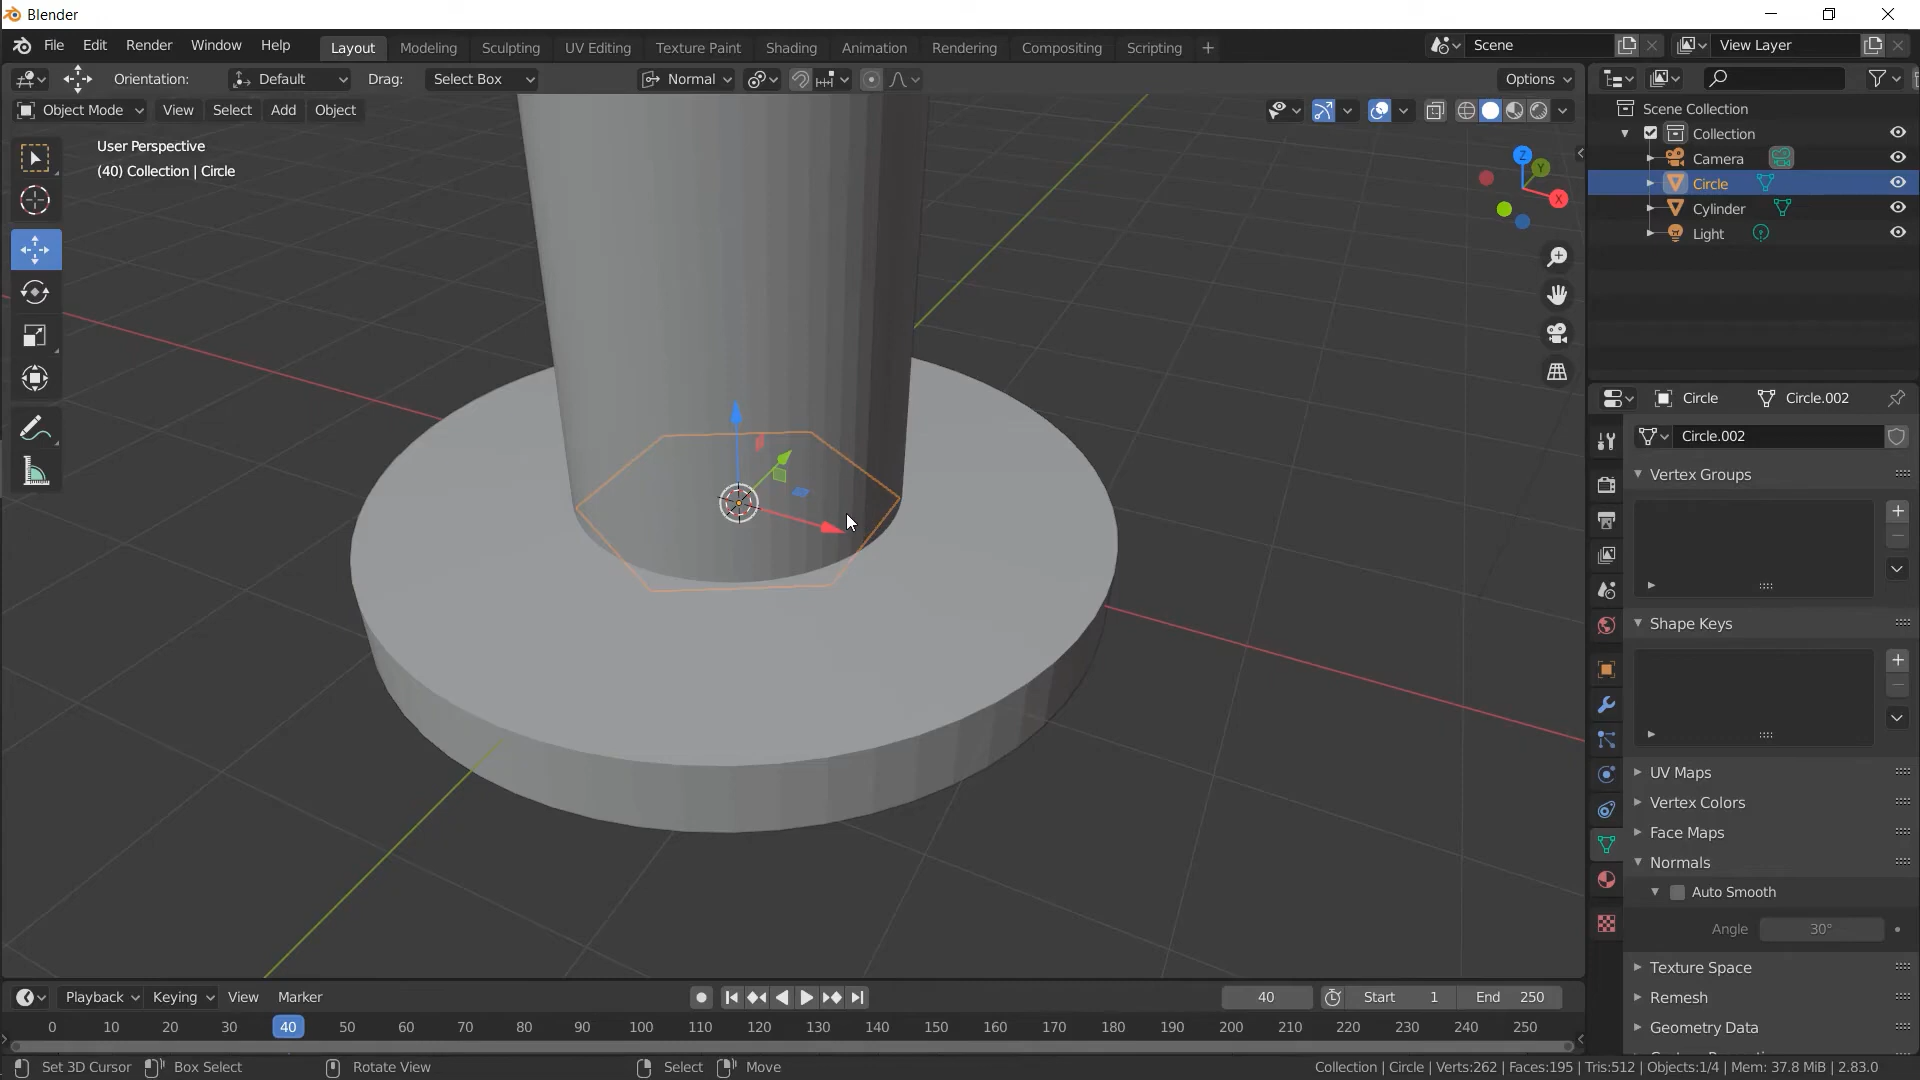 Blender
File Edit Render Window Help Layout Modeling Sculpting UV Editing Texture Paint Shading Animation Rendering Compositing Scripting + Scene View Layer
Orientation: Default Drag: Select Box Normal Options
Object Mode View Select Add Object
User Perspective
(40) Collection | Circle
Z
Y
X
Scene Collection
Collection
Camera
Circle
Cylinder
Light
Circle Circle.002
Circle.002
Vertex Groups
Shape Keys
UV Maps
Vertex Colors
Face Maps
Normals
Auto Smooth
Angle 30°
Texture Space
Remesh
Geometry Data
Playback Keying View Marker 40 Start 1 End 250
0 10 20 30 40 50 60 70 80 90 100 110 120 130 140 150 160 170 180 190 200 210 220 230 240 250
Set 3D Cursor Box Select Rotate View Select Move Collection | Circle | Verts:262 | Faces:195 | Tris:512 | Objects:1/4 | Mem: 37.8 MiB | 2.83.0